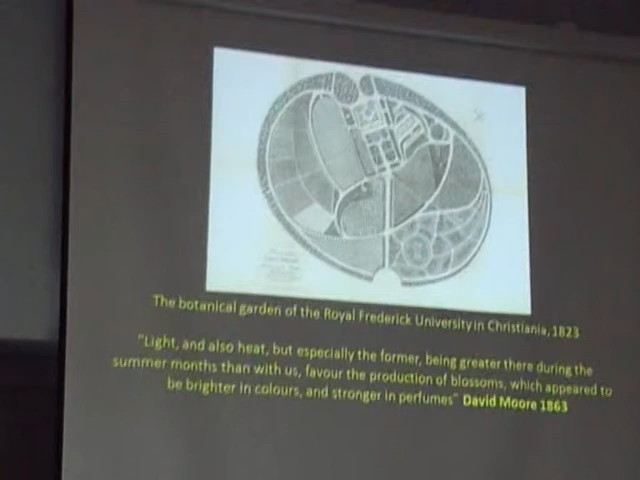 The botanical garden of the Royal Frederick University in Christiania, 1823
"Light, and also heat, but especially the former, being greater there during the
summer months than with us, favour the production of blossoms, which appeared to
be brighter in colours, and stronger in perfumes" David Moore 1863